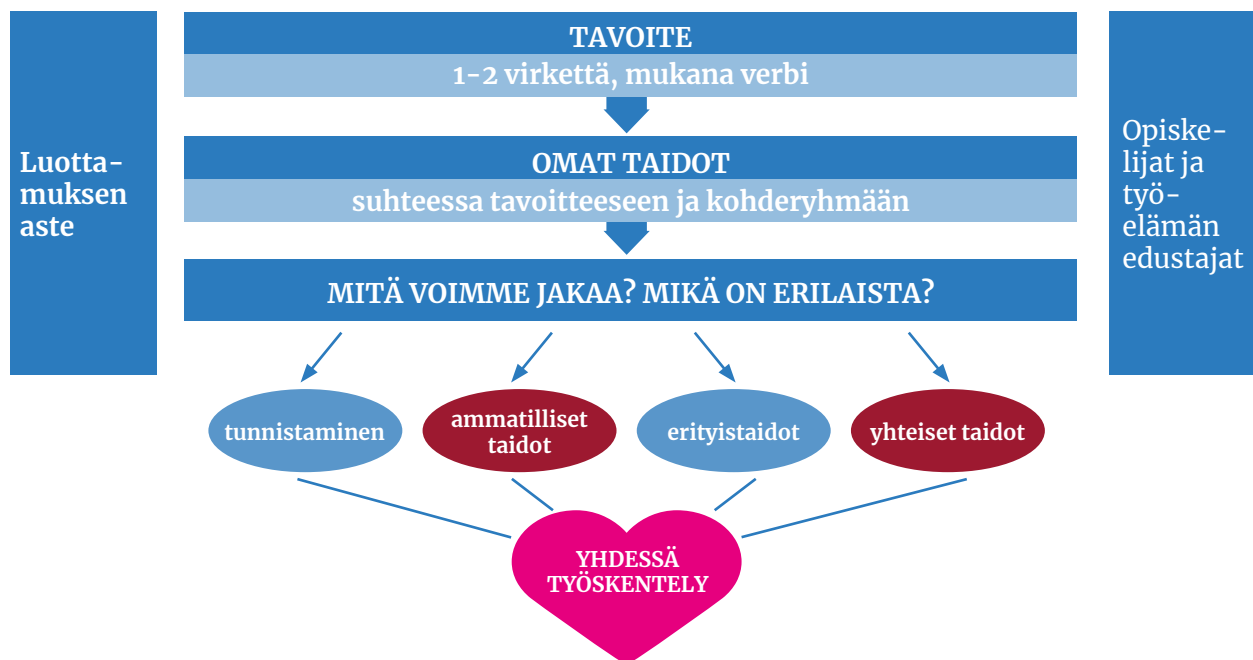 Luotta-
muksen
aste
TAVOITE
1-2 virkettä, mukana verbi
OMAT TAIDOT
suhteessa tavoitteeseen ja kohderyhmään
MITÄ VOIMME JAKAA? MIKÄ ON ERILAISTA?
Opiske-
lijat ja
työ-
elämän
edustajat
tunnistaminen
ammatilliset
taidot
erityistaidot
yhteiset taidot
YHDESSÄ
TYÖSKENTELY